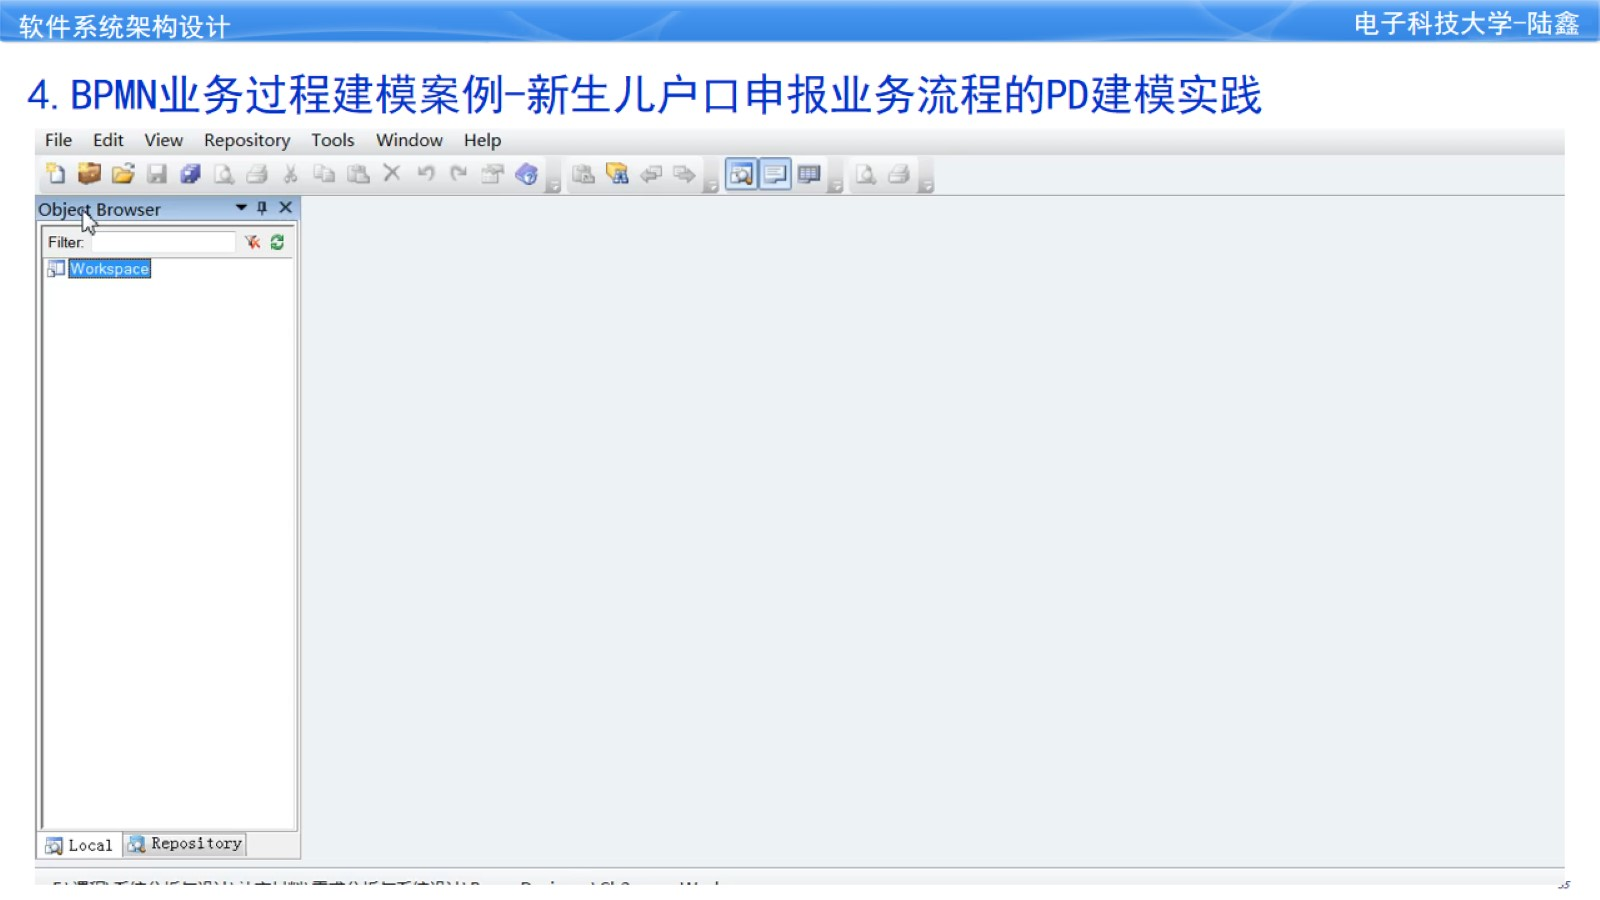 软件系统架构设计
电子科技大学-陆鑫
4.BPMN业务过程建模案例-新生儿户口申报业务流程的PD建模实践
File Edit View Repository Tools Window Help
Object Browser
Filter:
Workspace
Local Repository